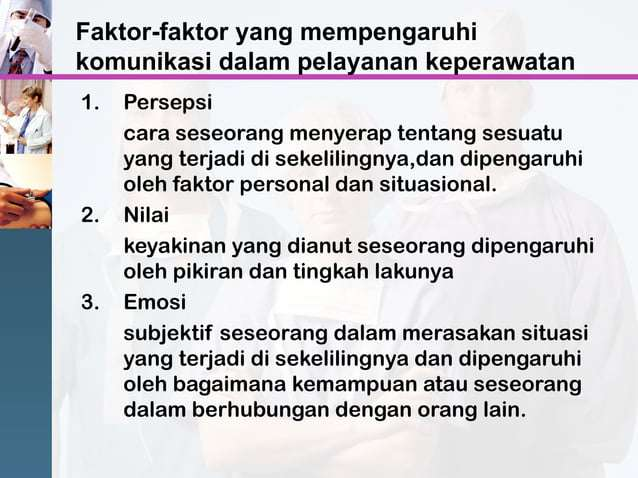 Faktor-faktor yang mempengaruhi
komunikasi dalam pelayanan keperawatan
1. Persepsi
cara seseorang menyerap tentang sesuatu
yang terjadi di sekelilingnya,dan dipengaruhi
oleh faktor personal dan situasional.
2. Nilai
keyakinan yang dianut seseorang dipengaruhi
oleh pikiran dan tingkah lakunya
3. Emosi
subjektif seseorang dalam merasakan situasi
yang terjadi di sekelilingnya dan dipengaruhi
oleh bagaimana kemampuan atau seseorang
dalam berhubungan dengan orang lain.